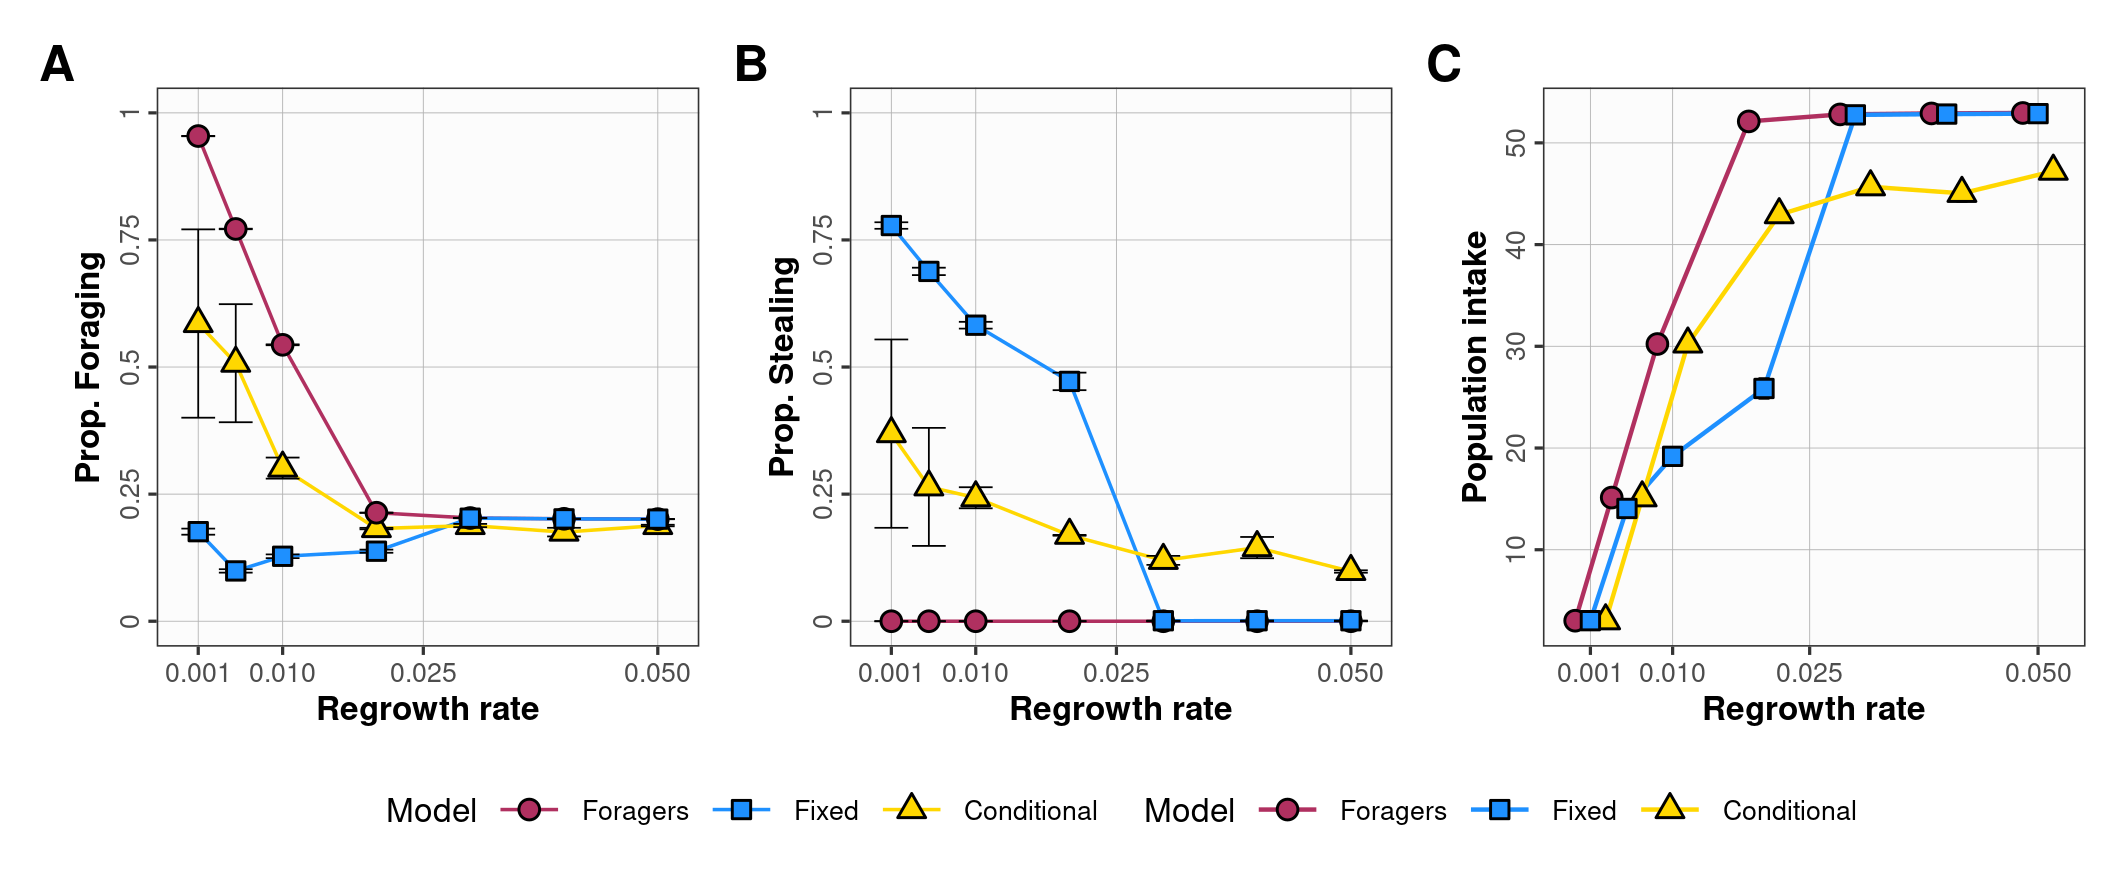 A
B
C
Prop. Foraging
1
0.75
0.5
0.25
0
0.001
0.010
0.025
0.050
Regrowth rate
Prop. Stealing
1
0.75
0.5
0.25
0
0.001
0.010
0.025
0.050
Regrowth rate
Population intake
50
40
30
20
10
0.001
0.010
0.025
0.050
Regrowth rate
Model Foragers Fixed Conditional
Model Foragers Fixed Conditional